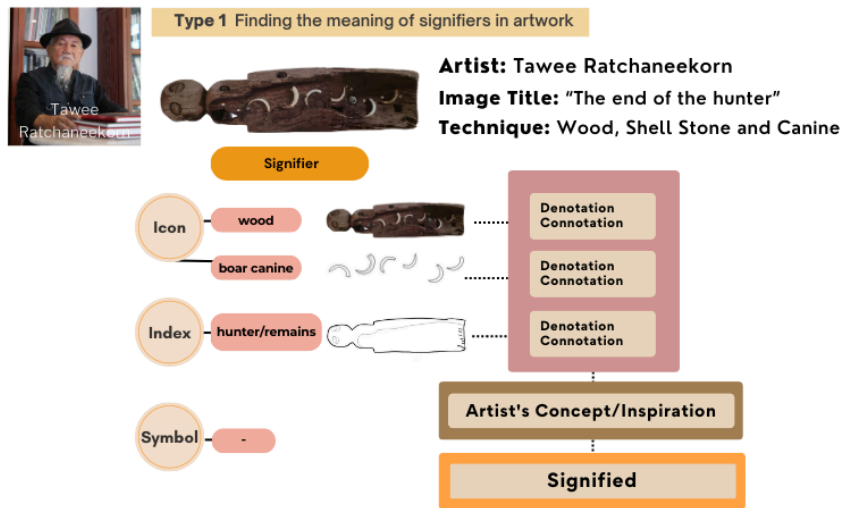 Type 1 Finding the meaning of signifiers in artwork
Tawee
Ratchaneekorn
Artist: Tawee Ratchaneekorn
Image Title: “The end of the hunter”
Technique: Wood, Shell Stone and Canine
Signifier
Icon
wood
boar canine
Denotation
Connotation
Denotation
Connotation
Index
hunter/remains
Denotation
Connotation
Artist's Concept/Inspiration
Symbol
-
Signified